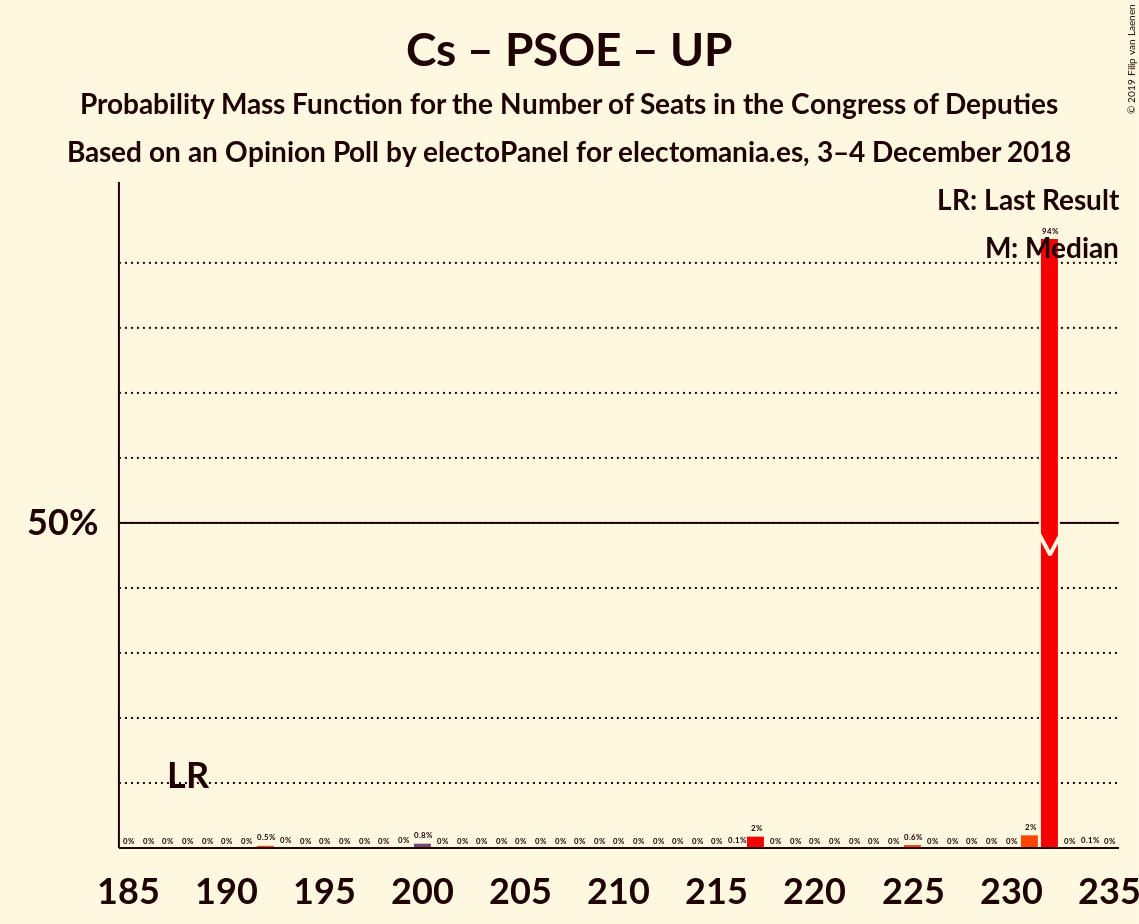 Cs – PSOE – UP
Probability Mass Function for the Number of Seats in the Congress of Deputies
Based on an Opinion Poll by electoPanel for electomania.es, 3–4 December 2018
© 2019 Filip van Laenen
LR: Last Result
M: Median
94%
50%
LR
0% 0% 0% 0% 0% 0% 0% 0.5% 0% 0% 0% 0% 0% 0% 0% 0.8% 0% 0% 0% 0% 0% 0% 0% 0% 0% 0% 0% 0% 0% 0% 0% 0.1% 2% 0% 0% 0% 0% 0% 0% 0% 0.6% 0% 0% 0% 0% 0% 2% 0% 0.1% 0%
185 190 195 200 205 210 215 220 225 230 235